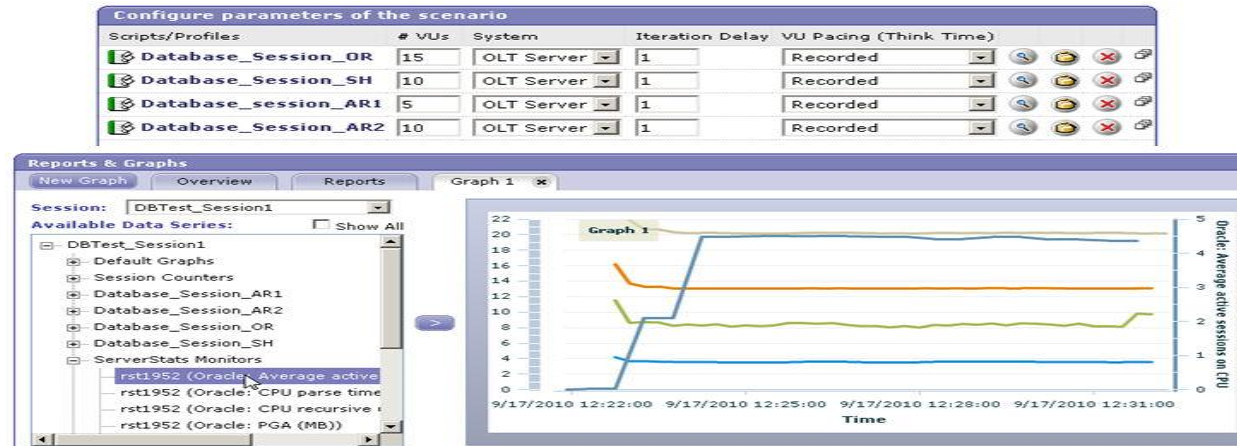 Configure parameters of the scenario
Scripts/Profiles # VUs System Iteration Delay VU Pacing (Think Time)
Database_Session_OR 15 OLT Server 1 Recorded
Database_Session_SH 10 OLT Server 1 Recorded
Database_session_AR1 5 OLT Server 1 Recorded
Database_Session_AR2 10 OLT Server 1 Recorded
Reports & Graphs
New Graph Overview Reports Graph 1
Session: DBTest_Session1
Available Data Series: Show All
DBTest_Session1
Default Graphs
Session Counters
Database_Session_AR1
Database_Session_AR2
Database_Session_OR
Database_Session_SH
ServerStats Monitors
rst1952 (Oracle: Average active
rst1952 (Oracle: CPU parse time
rst1952 (Oracle: CPU recursive
rst1952 (Oracle: PGA (MB))
>
Graph 1
22
20
18
16
14
12
10
8
6
4
2
0
5
4
3
2
1
0
Oracle: Average active sessions on CPU
9/17/2010 12:22:00 9/17/2010 12:25:00 9/17/2010 12:28:00 9/17/2010 12:31:00
Time